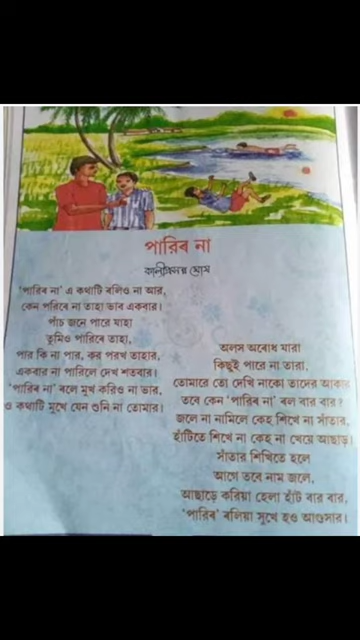 পারিব না
কালীপ্রসন্ন ঘোষ
‘পারিব না’ এ কথাটি বলিও না আর,
কেন পারিবে না তাহা ভাব একবার।
পাঁচ জনে পারে যাহা
তুমিও পারিবে তাহা,
পার কি না পার, কর পরখ তাহার,
একবার না পারিলে দেখ শতবার।
‘পারিব না’ বলে মুখ করিও না ভার,
ও কথাটি মুখে যেন শুনি না তোমার।
অলস অবোধ যারা
কিছুই পারে না তারা,
তোমারে তো দেখি নাকো তাদের আকার
তবে কেন ‘পারিব না’ বল বার বার?
জলে না নামিলে কেহ শিখে না সাঁতার,
হাঁটিতে শিখে না কেহ না খেয়ে আছাড়।
সাঁতার শিখিতে হলে
আগে তবে নাম জলে,
আছাড়ে করিয়া হেলা হাঁট বার বার,
‘পারিব’ বলিয়া সুখে হও আগুসার।